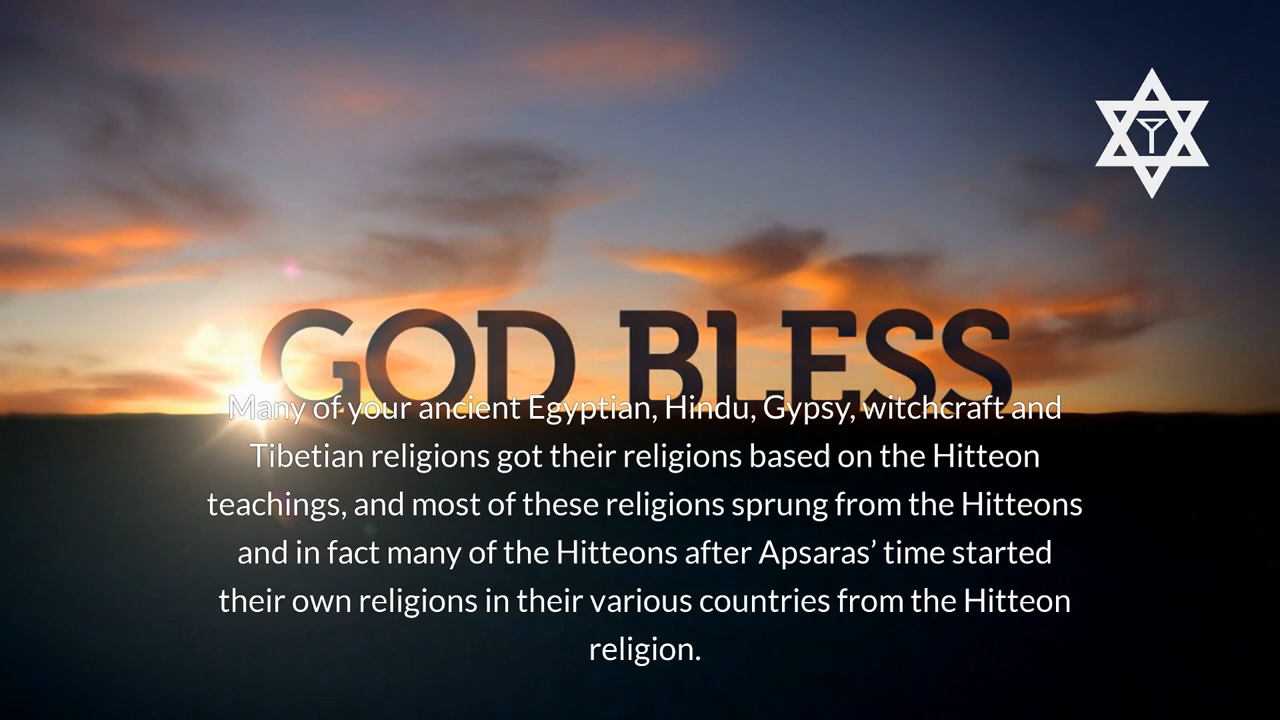 GOD BLESS
Many of your ancient Egyptian, Hindu, Gypsy, witchcraft and
Tibetian religions got their religions based on the Hitteon
teachings, and most of these religions sprung from the Hitteons
and in fact many of the Hitteons after Apsaras’ time started
their own religions in their various countries from the Hitteon
religion.